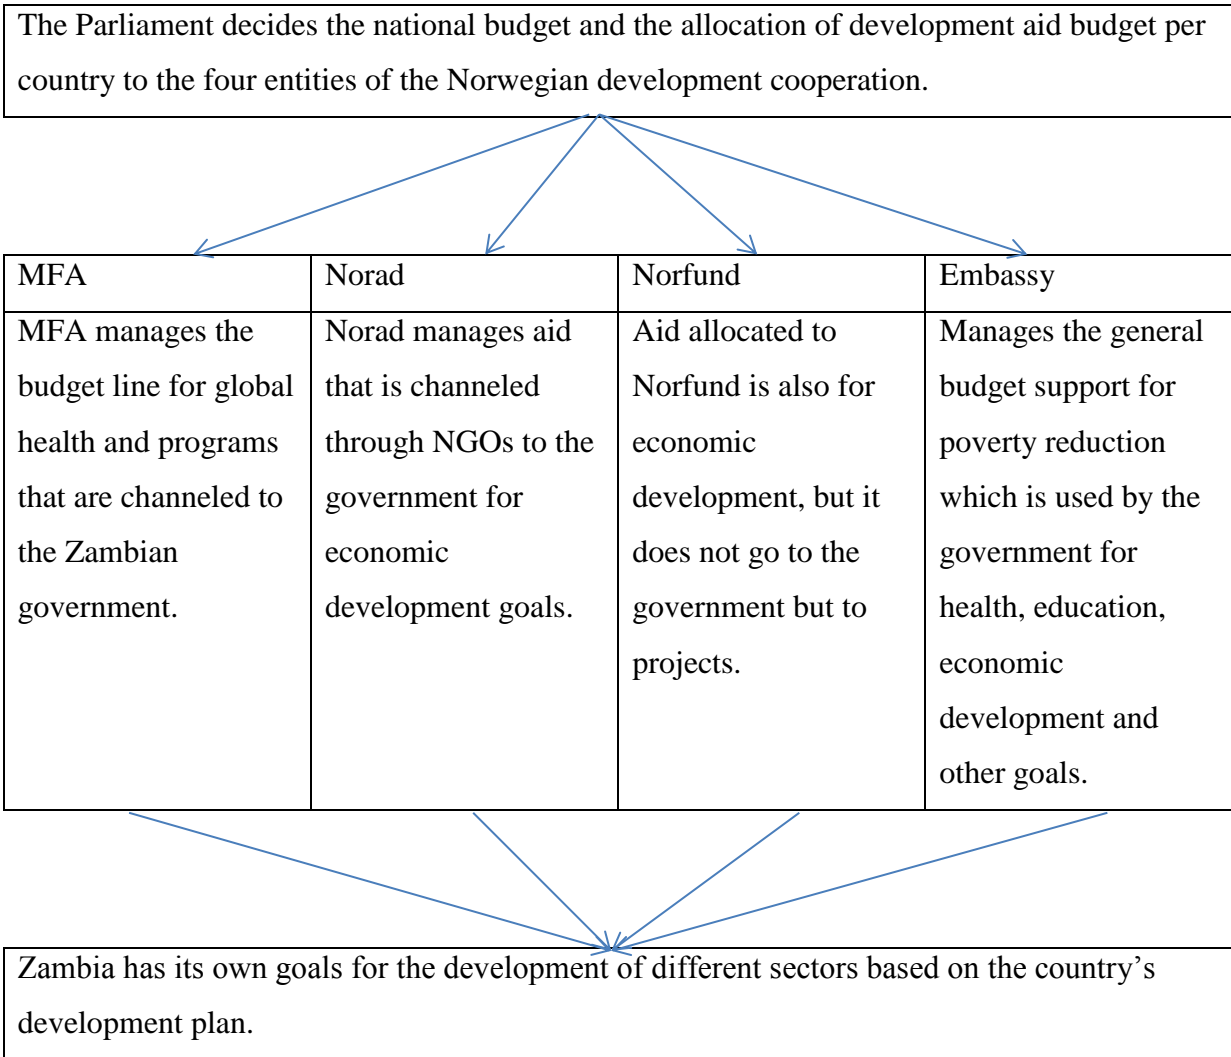 The Parliament decides the national budget and the allocation of development aid budget per
country to the four entities of the Norwegian development cooperation.
MFA
Norad
Norfund
Embassy
MFA manages the
budget line for global
health and programs
that are channeled to
the Zambian
government.
Norad manages aid
that is channeled
through NGOs to the
government for
economic
development goals.
Aid allocated to
Norfund is also for
economic
development, but it
does not go to the
government but to
projects.
Manages the general
budget support for
poverty reduction
which is used by the
government for
health, education,
economic
development and
other goals.
Zambia has its own goals for the development of different sectors based on the country’s
development plan.